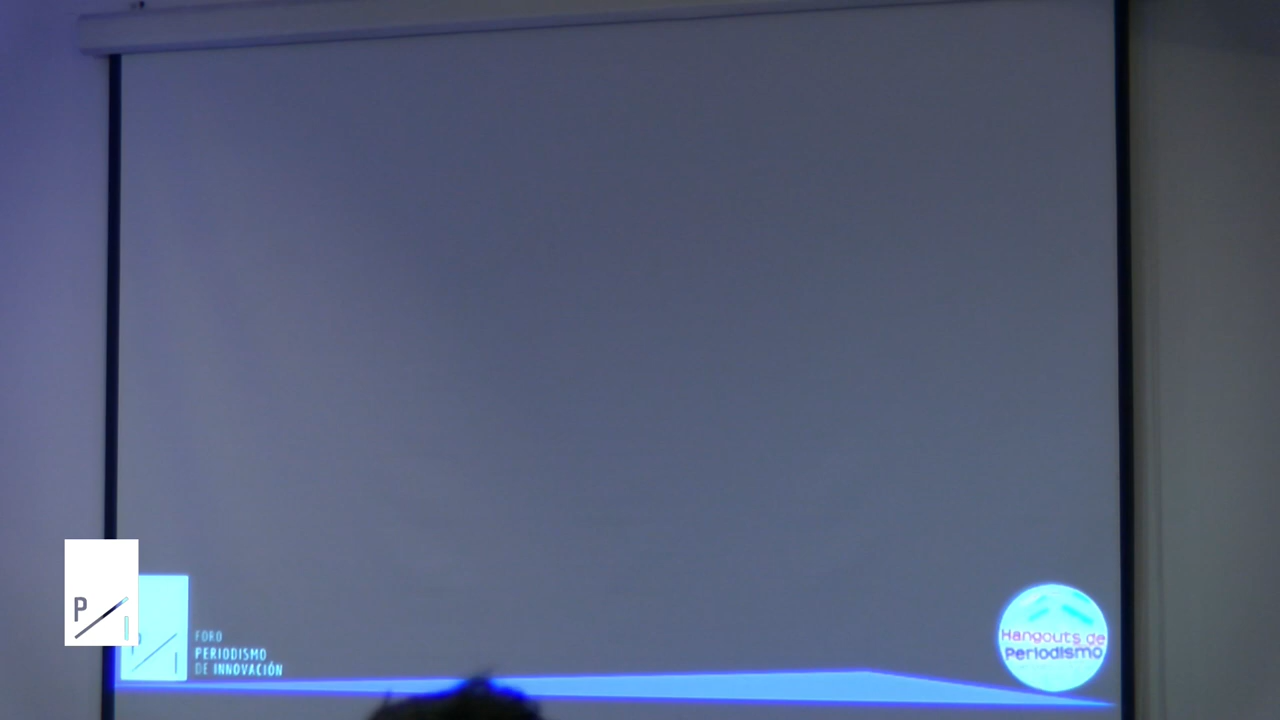 P/I
P/I
FORO
PERIODISMO
DE INNOVACIÓN
Hangouts de
Periodismo